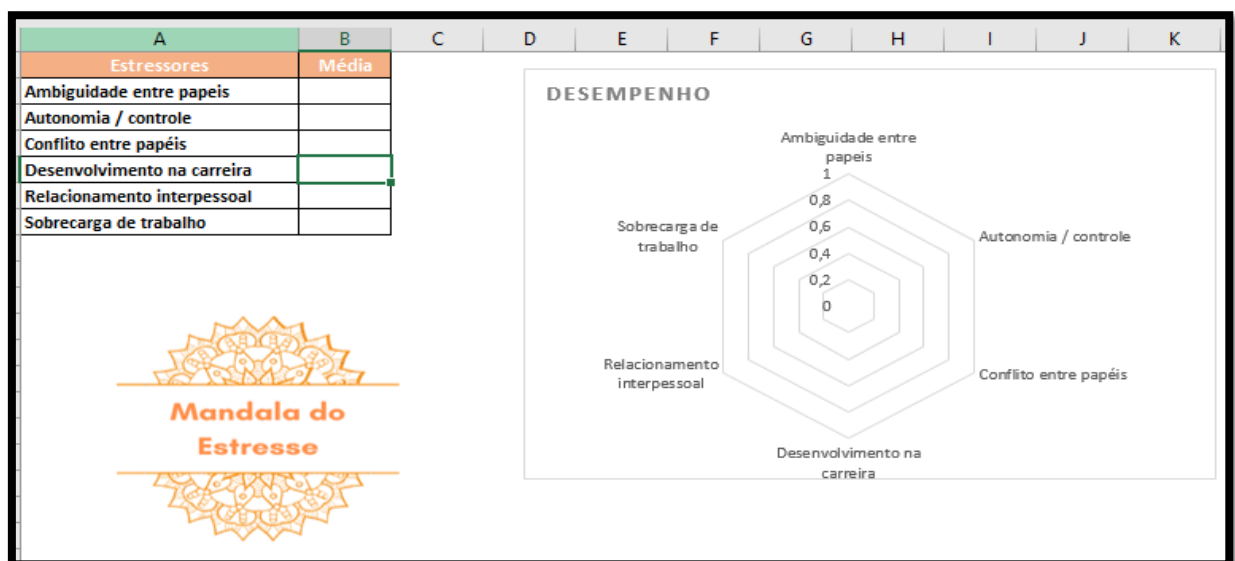 A B C D E F G H I J K
Estressores Média
Ambiguidade entre papeis
Autonomia / controle
Conflito entre papéis
Desenvolvimento na carreira
Relacionamento interpessoal
Sobrecarga de trabalho
Mandala do
Estresse
DESEMPENHO
Ambiguidade entre
papeis
1
0,8
0,6
0,4
0,2
0
Autonomia / controle
Conflito entre papéis
Desenvolvimento na
carreira
Relacionamento
interpessoal
Sobrecarga de
trabalho